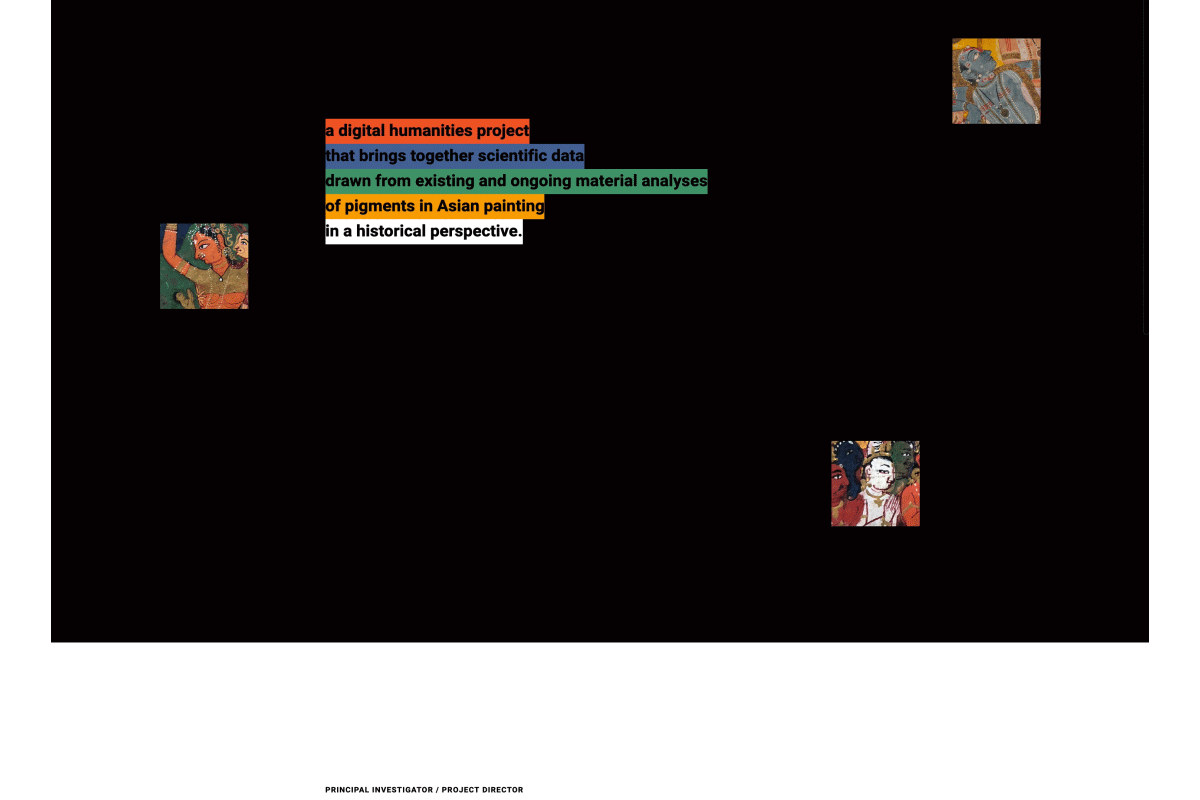 a digital humanities project
that brings together scientific data
drawn from existing and ongoing material analyses
of pigments in Asian painting
in a historical perspective.
PRINCIPAL INVESTIGATOR / PROJECT DIRECTOR